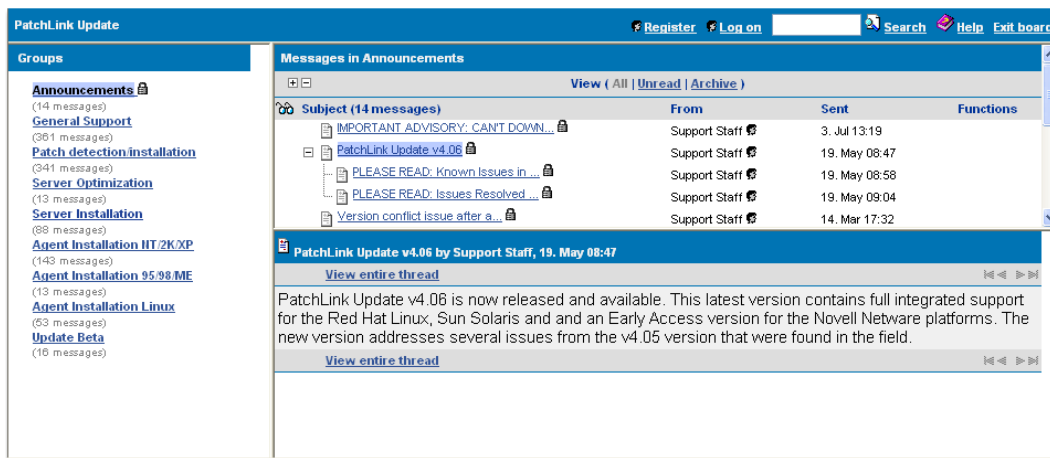 PatchLink Update
Register Log on Search Help Exit board
Groups
Announcements
(14 messages)
General Support
(361 messages)
Patch detection/installation
(341 messages)
Server Optimization
(13 messages)
Server Installation
(88 messages)
Agent Installation NT/2K/XP
(143 messages)
Agent Installation 95/98/ME
(13 messages)
Agent Installation Linux
(53 messages)
Update Beta
(16 messages)
Messages in Announcements
View ( All | Unread | Archive )
Subject (14 messages) From Sent Functions
IMPORTANT ADVISORY: CAN'T DOWN... Support Staff 3. Jul 13:19
PatchLink Update v4.06 Support Staff 19. May 08:47
PLEASE READ: Known Issues in ... Support Staff 19. May 08:58
PLEASE READ: Issues Resolved ... Support Staff 19. May 09:04
Version conflict issue after a... Support Staff 14. Mar 17:32
PatchLink Update v4.06 by Support Staff, 19. May 08:47
View entire thread
PatchLink Update v4.06 is now released and available. This latest version contains full integrated support
for the Red Hat Linux, Sun Solaris and and an Early Access version for the Novell Netware platforms. The
new version addresses several issues from the v4.05 version that were found in the field.
View entire thread